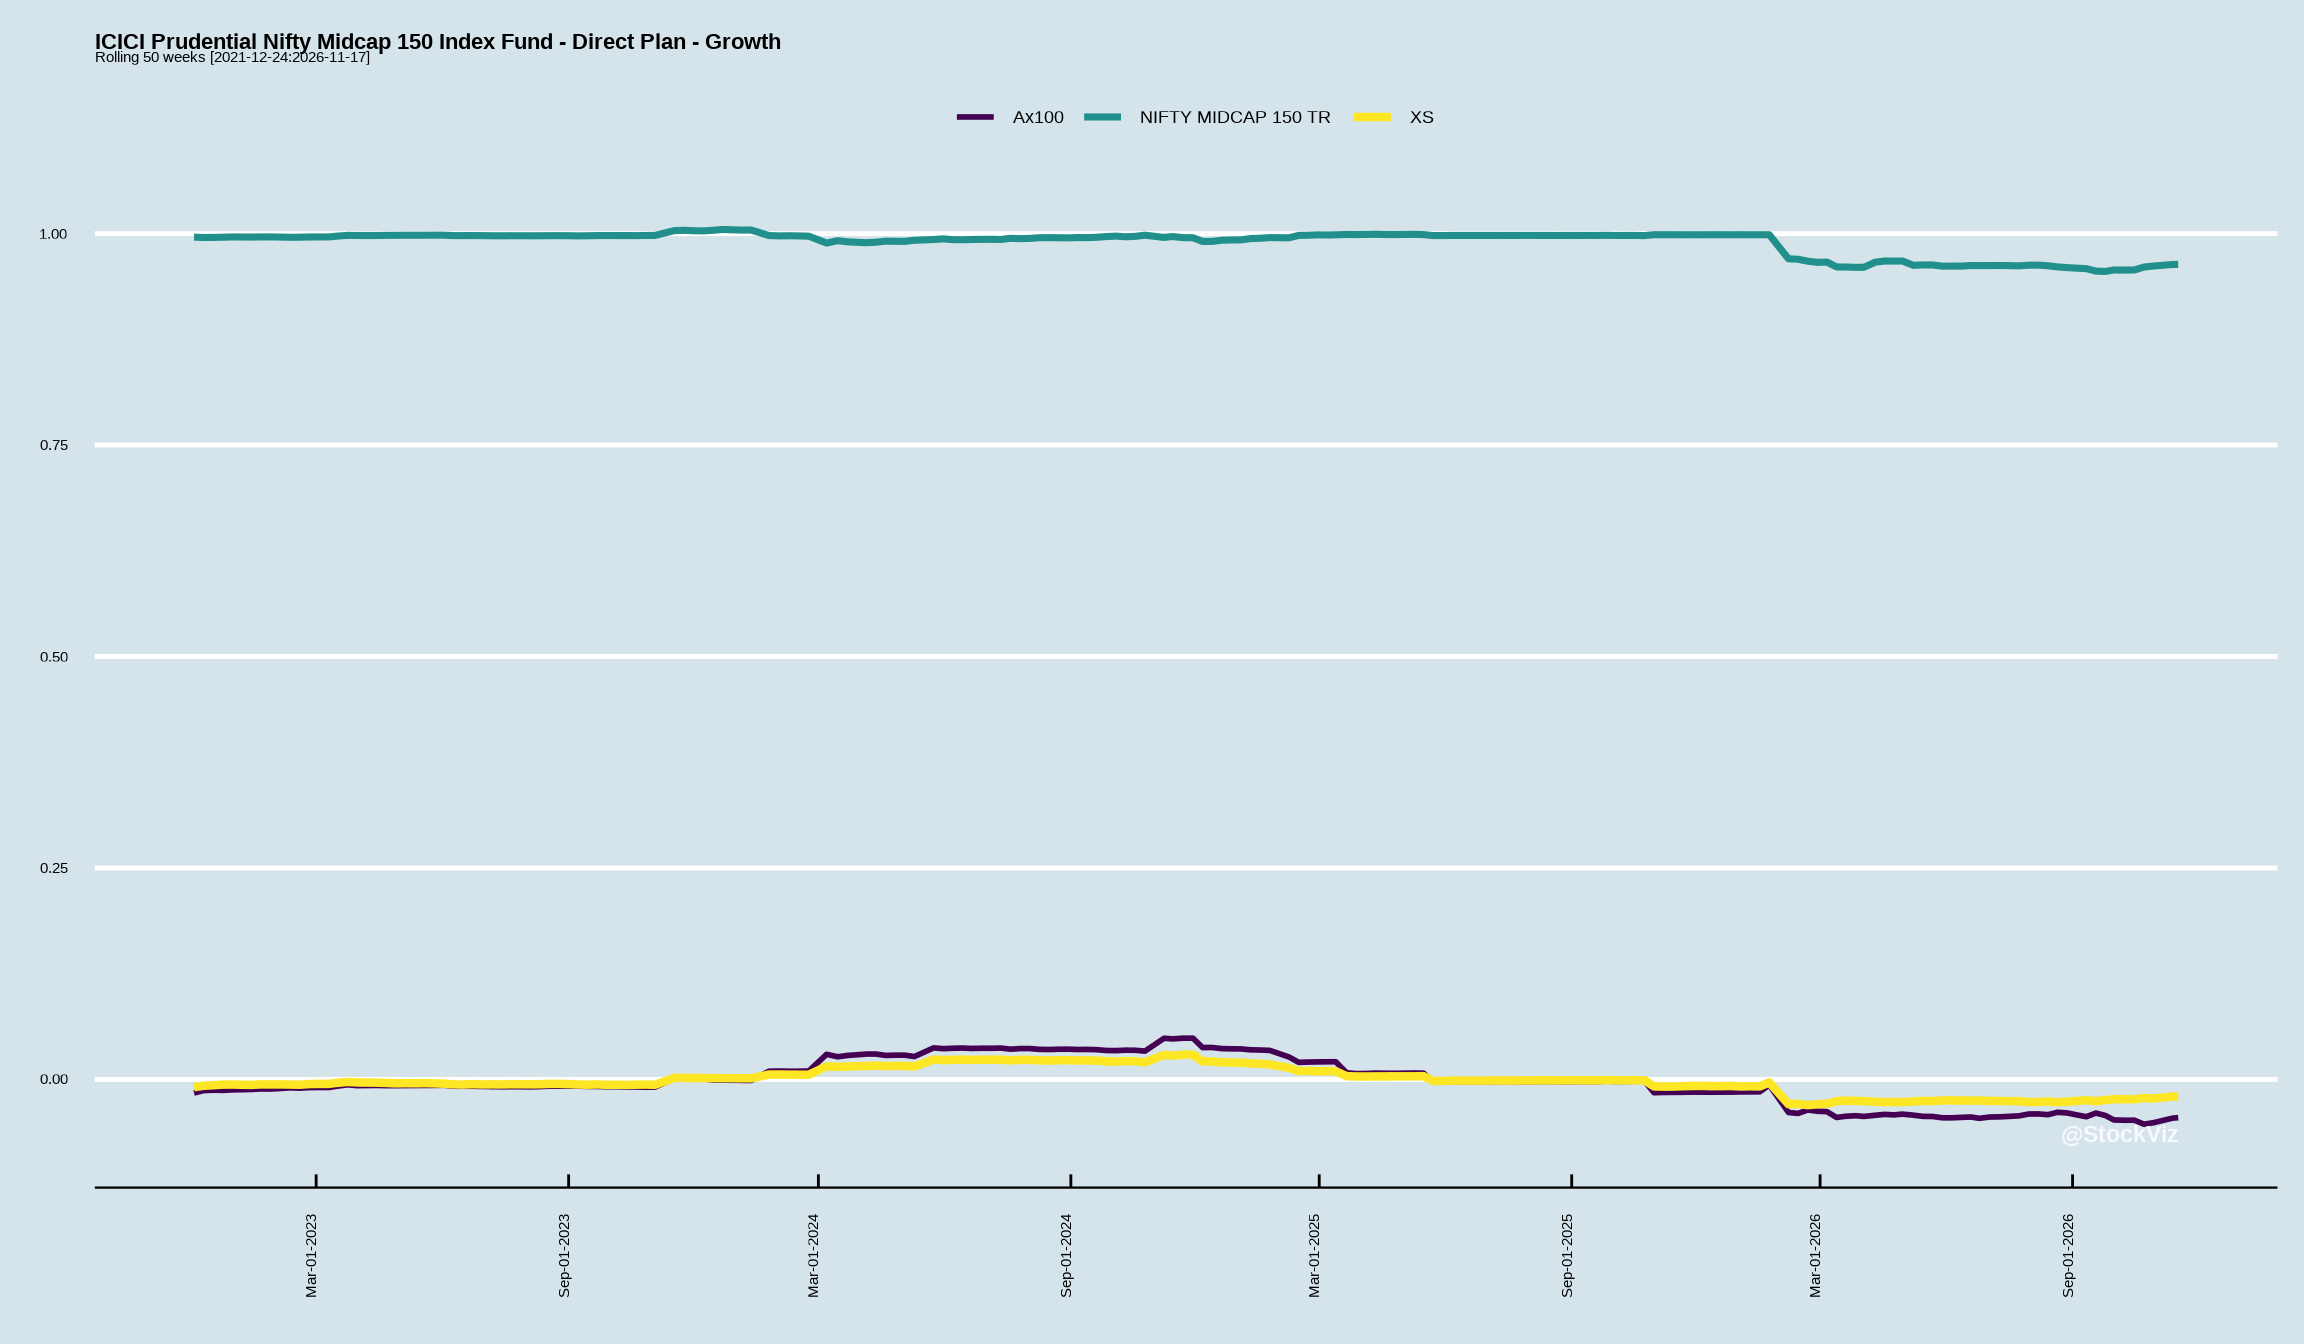 ICICI Prudential Nifty Midcap 150 Index Fund - Direct Plan - Growth
Rolling 50 weeks [2021-12-24:2026-11-17]
Ax100 NIFTY MIDCAP 150 TR XS
1.00
0.75
0.50
0.25
0.00
@StockViz
Mar-01-2023
Sep-01-2023
Mar-01-2024
Sep-01-2024
Mar-01-2025
Sep-01-2025
Mar-01-2026
Sep-01-2026